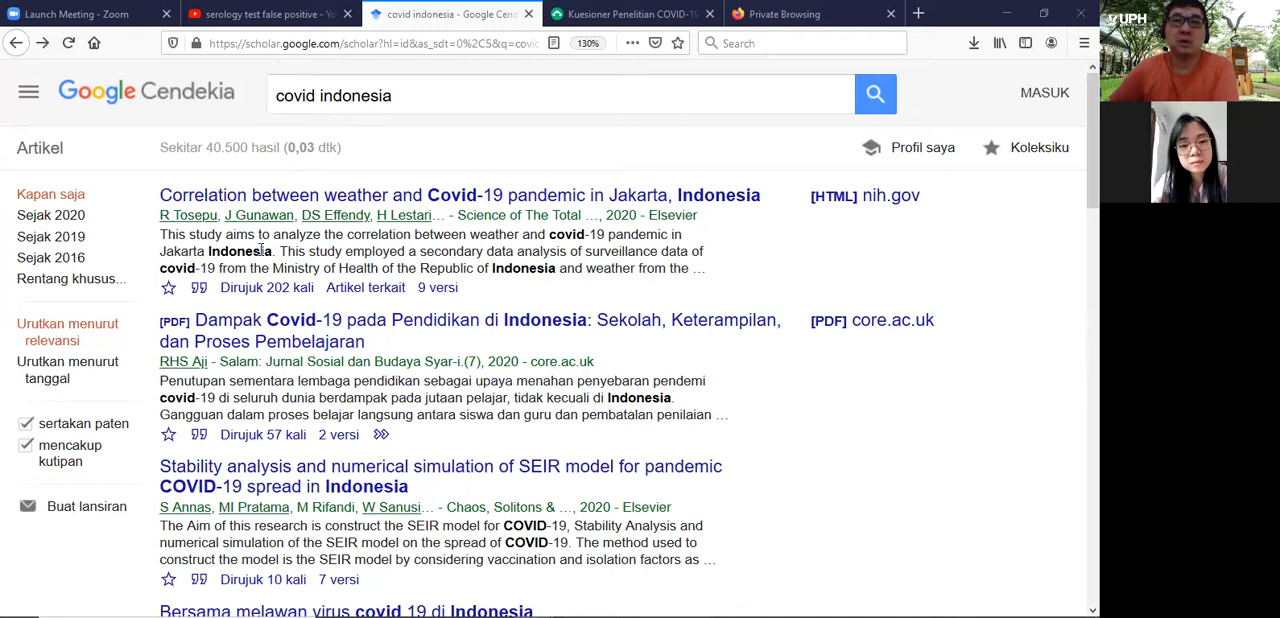 Launch Meeting - Zoom
serology test false positive - Yo
covid indonesia - Google Cend
Kuesioner Penelitian COVID-19
Private Browsing
https://scholar.google.com/scholar?hl=id&as_sdt=0%2C5&q=covid
130%
Search
UPH
Google Cendekia
covid indonesia
MASUK
Artikel
Sekitar 40.500 hasil (0,03 dtk)
Profil saya
Koleksiku
Kapan saja
Sejak 2020
Sejak 2019
Sejak 2016
Rentang khusus...
Urutkan menurut
relevansi
Urutkan menurut
tanggal
sertakan paten
mencakup
kutipan
Buat lansiran
Correlation between weather and Covid-19 pandemic in Jakarta, Indonesia
[HTML] nih.gov
R Tosepu, J Gunawan, DS Effendy, H Lestari… - Science of The Total …, 2020 - Elsevier
This study aims to analyze the correlation between weather and covid-19 pandemic in
Jakarta Indonesia. This study employed a secondary data analysis of surveillance data of
covid-19 from the Ministry of Health of the Republic of Indonesia and weather from the …
Dirujuk 202 kali Artikel terkait 9 versi
[PDF] Dampak Covid-19 pada Pendidikan di Indonesia: Sekolah, Keterampilan,
dan Proses Pembelajaran
[PDF] core.ac.uk
RHS Aji - Salam: Jurnal Sosial dan Budaya Syar-i.(7), 2020 - core.ac.uk
Penutupan sementara lembaga pendidikan sebagai upaya menahan penyebaran pendemi
covid-19 di seluruh dunia berdampak pada jutaan pelajar, tidak kecuali di Indonesia.
Gangguan dalam proses belajar langsung antara siswa dan guru dan pembatalan penilaian …
Dirujuk 57 kali 2 versi
Stability analysis and numerical simulation of SEIR model for pandemic
COVID-19 spread in Indonesia
S Annas, MI Pratama, M Rifandi, W Sanusi… - Chaos, Solitons & …, 2020 - Elsevier
The Aim of this research is construct the SEIR model for COVID-19, Stability Analysis and
numerical simulation of the SEIR model on the spread of COVID-19. The method used to
construct the model is the SEIR model by considering vaccination and isolation factors as …
Dirujuk 10 kali 7 versi
Bersama melawan virus covid 19 di Indonesia